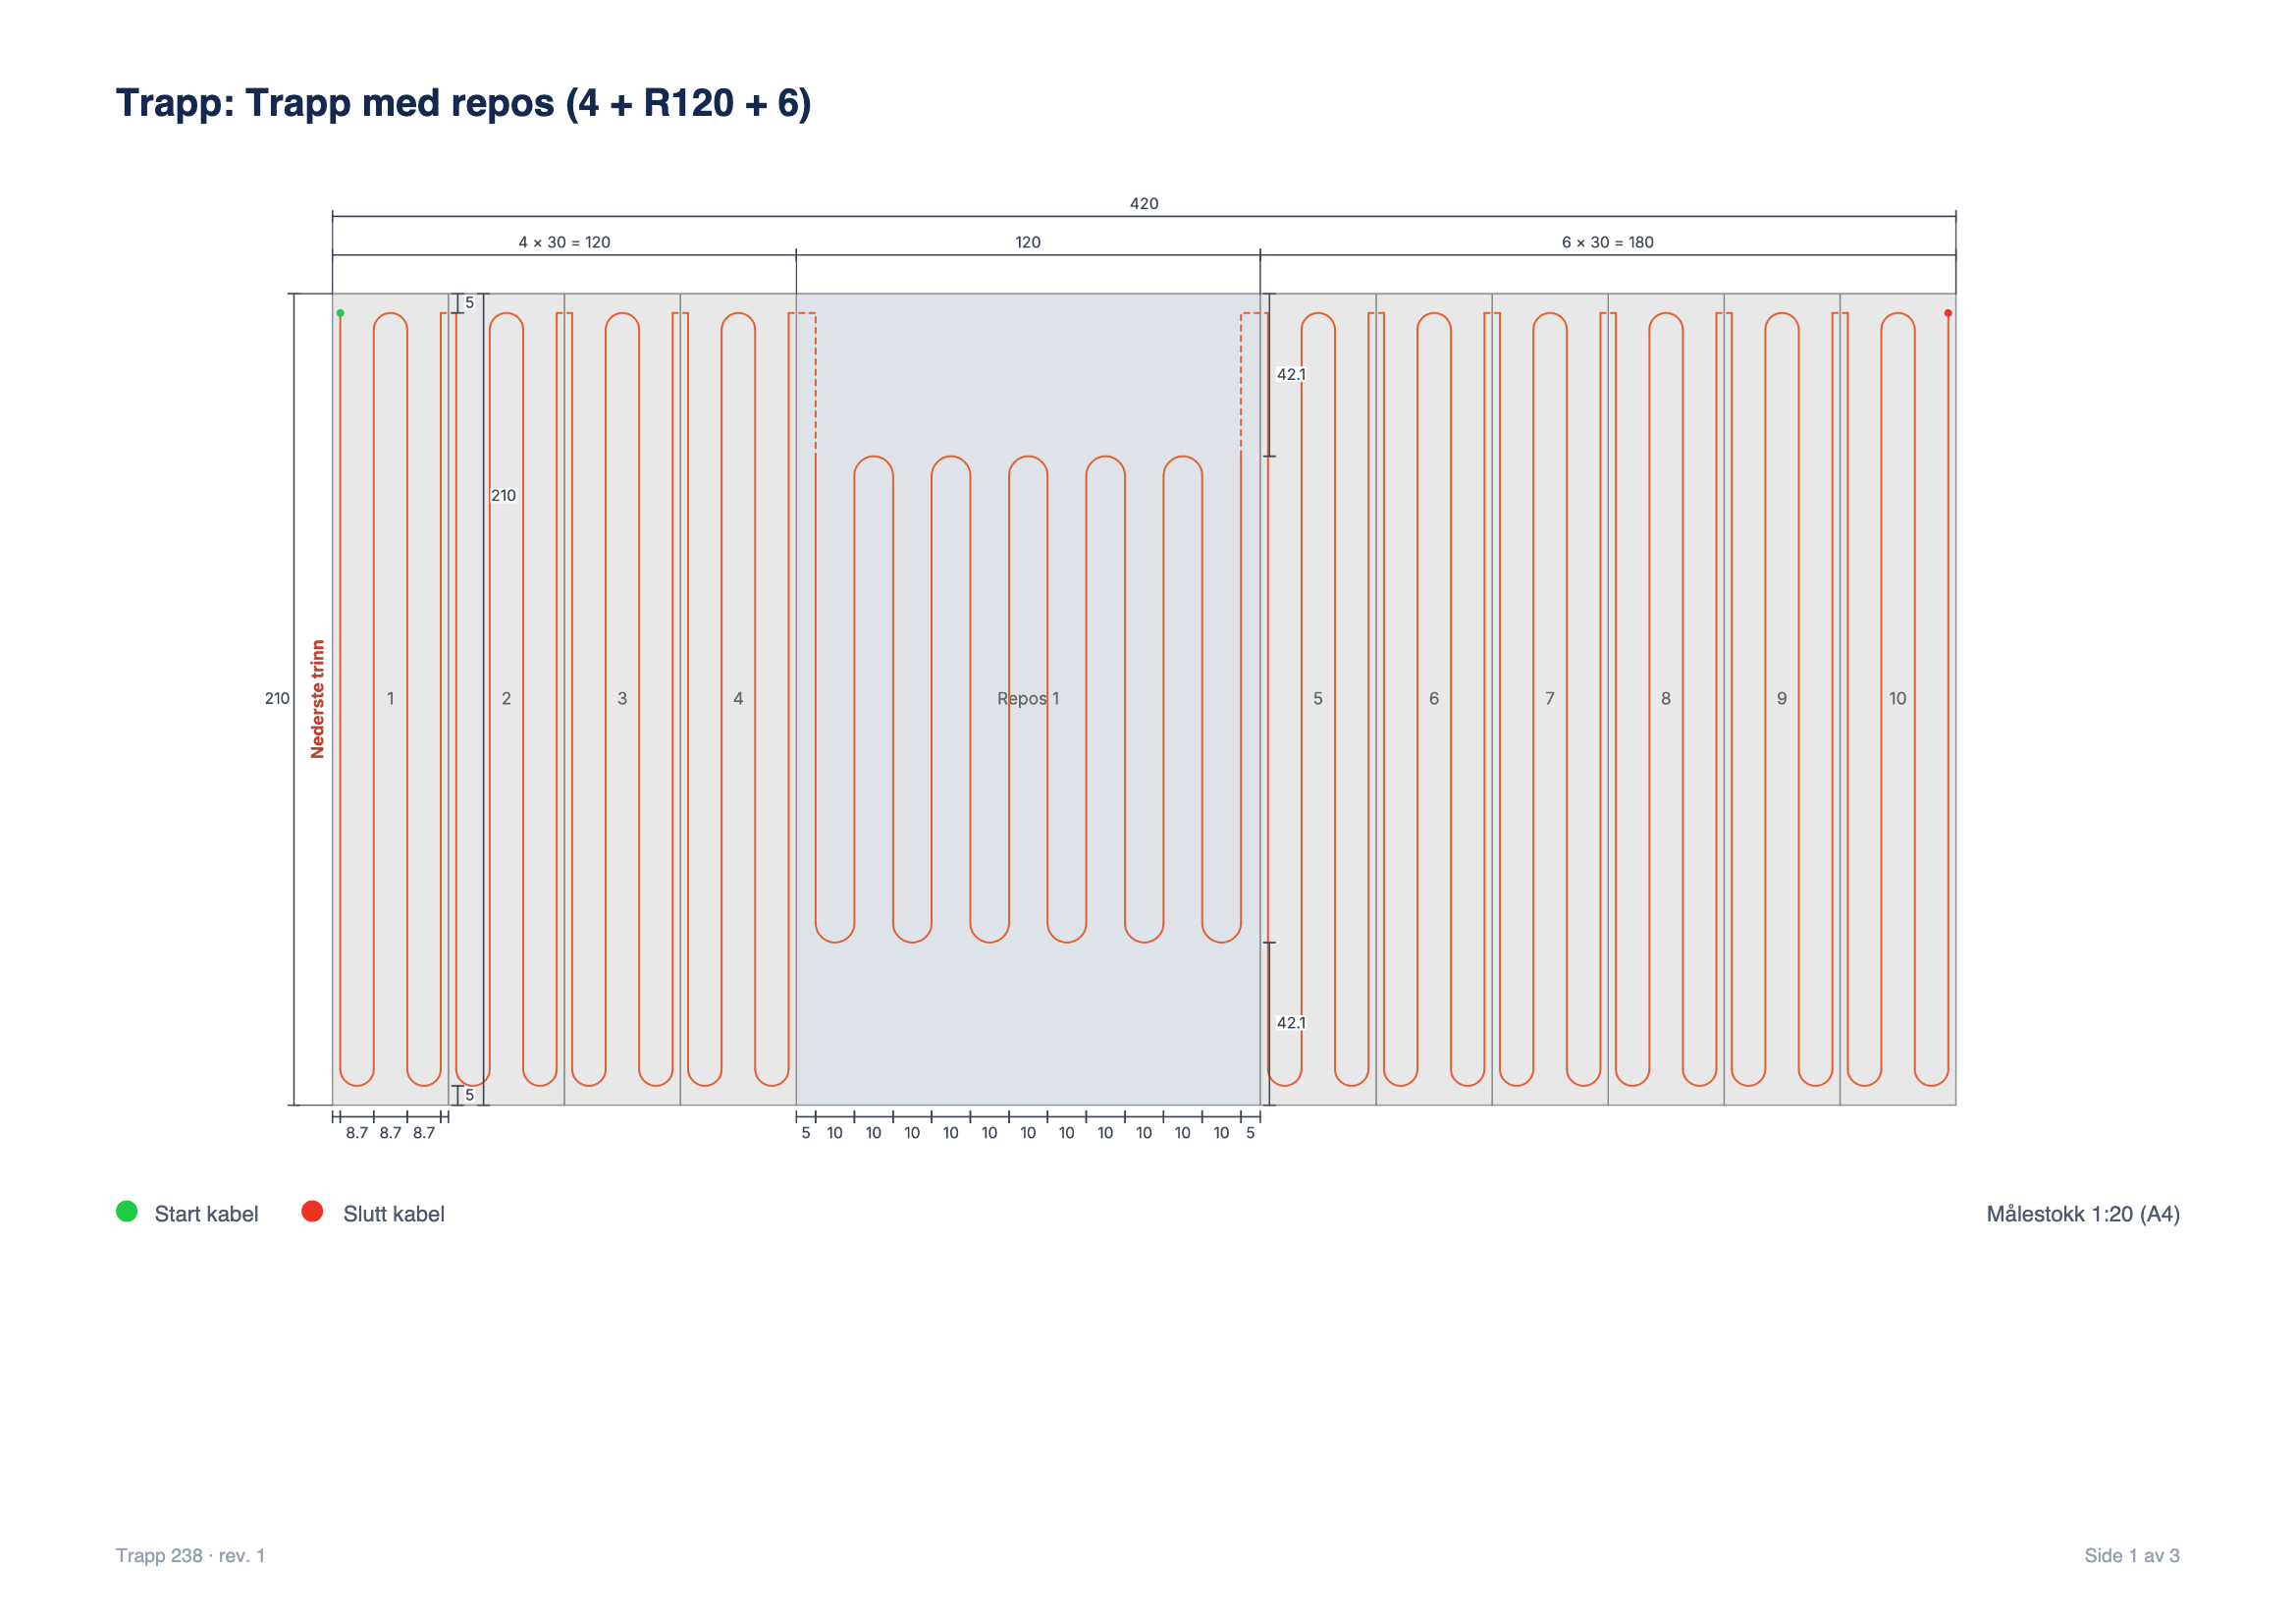 Trapp: Trapp med repos (4 + R120 + 6)
420
4 × 30 = 120
120
6 × 30 = 180
5
42.1
210
210
Nederste trinn
1
2
3
4
Repos 1
5
6
7
8
9
10
42.1
5
8.7 8.7 8.7
5 10 10 10 10 10 10 10 10 10 10 10 5
Start kabel
Slutt kabel
Målestokk 1:20 (A4)
Trapp 238 · rev. 1
Side 1 av 3